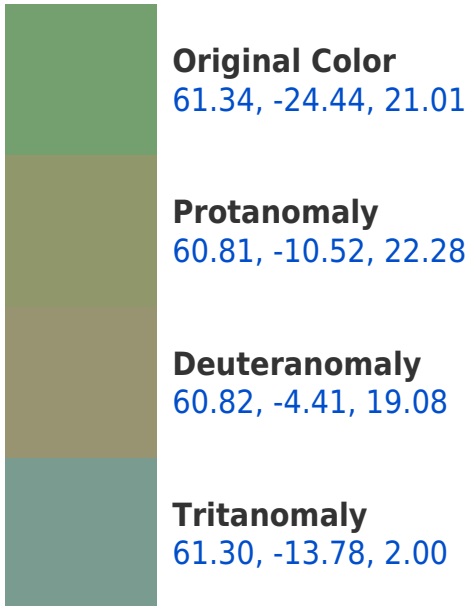 Original Color
61.34, -24.44, 21.01
Protanomaly
60.81, -10.52, 22.28
Deuteranomaly
60.82, -4.41, 19.08
Tritanomaly
61.30, -13.78, 2.00